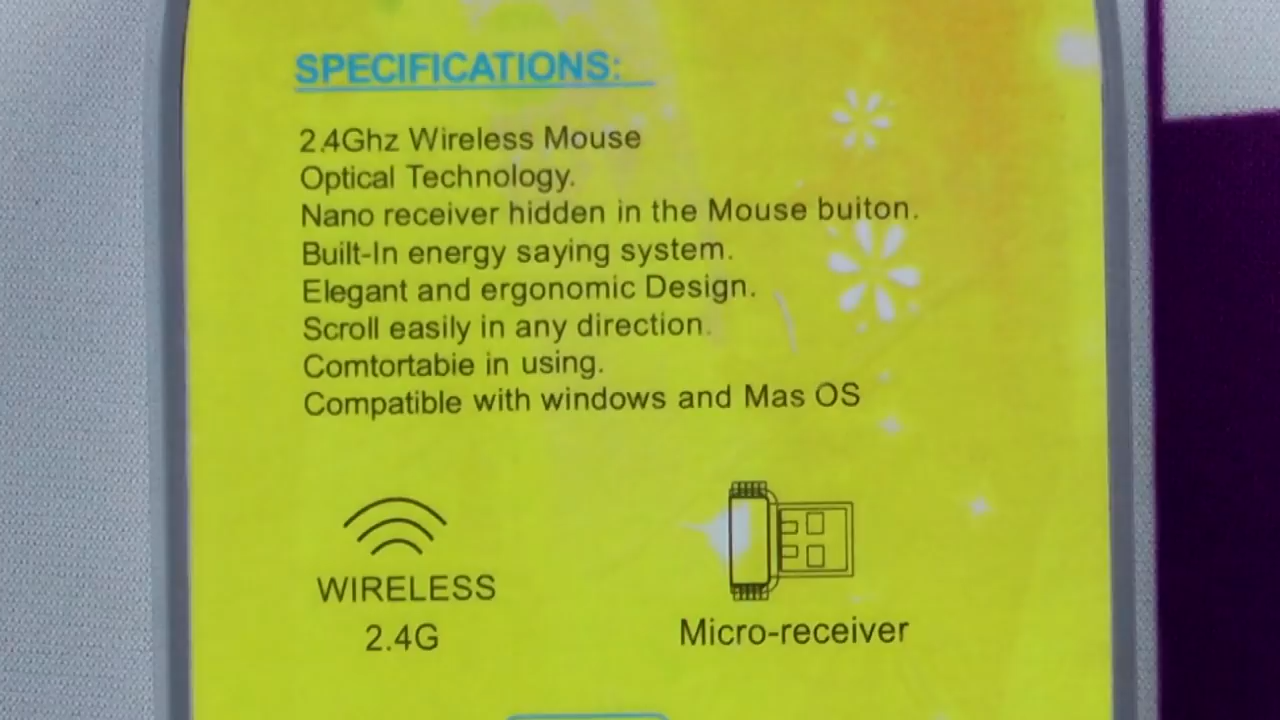 SPECIFICATIONS:
2.4Ghz Wireless Mouse
Optical Technology.
Nano receiver hidden in the Mouse buiton.
Built-In energy saying system.
Elegant and ergonomic Design.
Scroll easily in any direction.
Comtortabie in using.
Compatible with windows and Mas OS
WIRELESS
2.4G
Micro-receiver